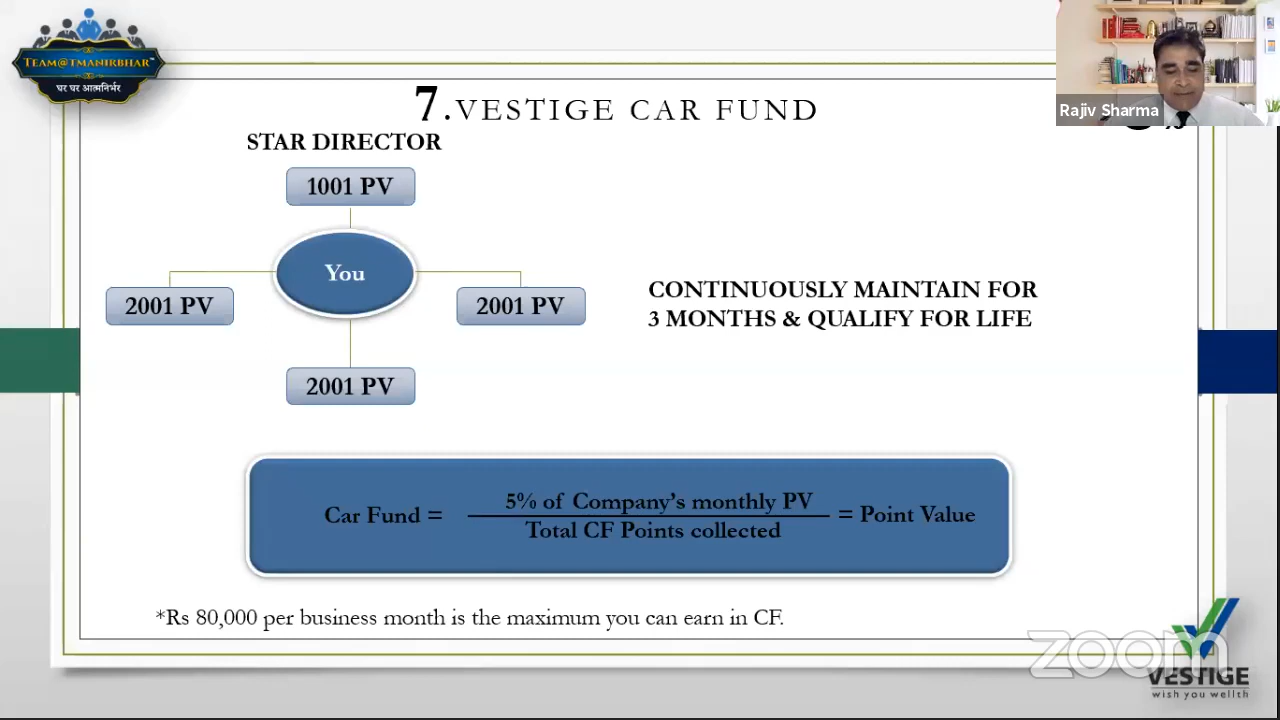 TEAM@TMANIRBHAR
घर घर आत्मनिर्भर
7.VESTIGE CAR FUND
Rajiv Sharma
STAR DIRECTOR
1001 PV
You
2001 PV
2001 PV
CONTINUOUSLY MAINTAIN FOR
3 MONTHS & QUALIFY FOR LIFE
2001 PV
5% of Company's monthly PV
Car Fund =
= Point Value
Total CF Points collected
*Rs 80,000 per business month is the maximum you can earn in CF.
zoom
VESTIGE
wish you wellth